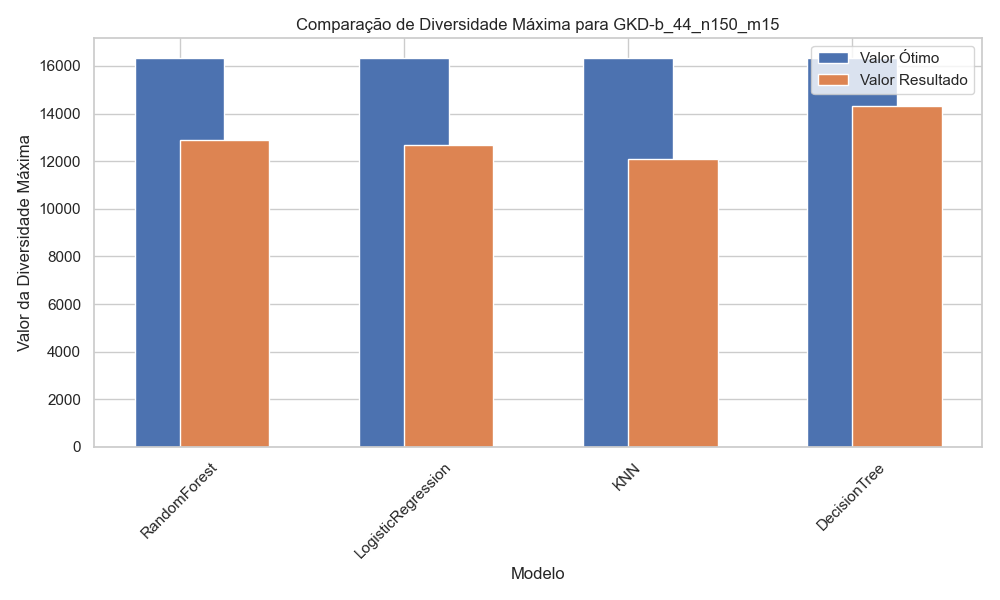 Comparação de Diversidade Máxima para GKD-b_44_n150_m15
Valor Ótimo
Valor Resultado
Valor da Diversidade Máxima
16000
14000
12000
10000
8000
6000
4000
2000
0
RandomForest
LogisticRegression
KNN
DecisionTree
Modelo